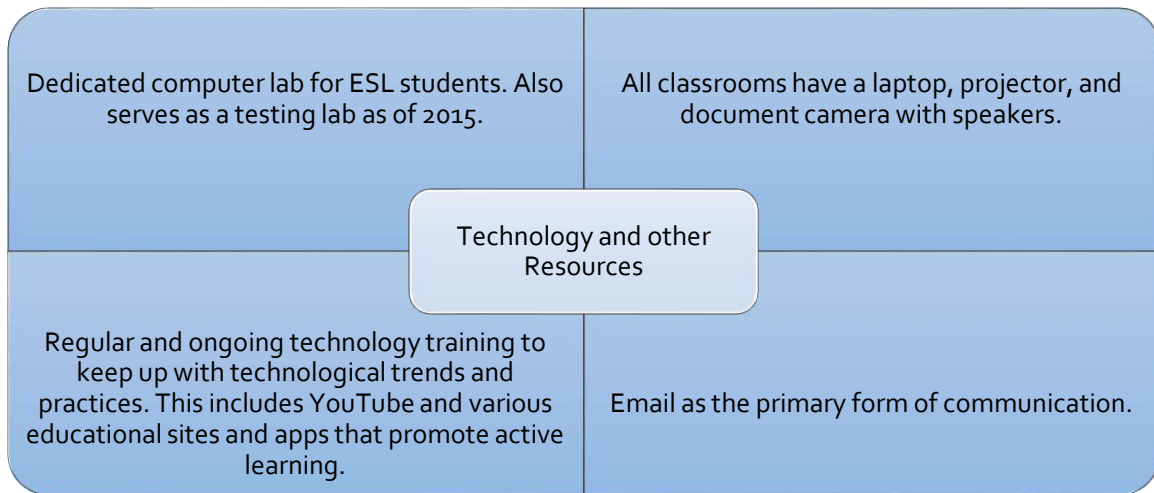 Dedicated computer lab for ESL students. Also
serves as a testing lab as of 2015.
All classrooms have a laptop, projector, and
document camera with speakers.
Technology and other
Resources
Regular and ongoing technology training to
keep up with technological trends and
practices. This includes YouTube and various
educational sites and apps that promote active
learning.
Email as the primary form of communication.